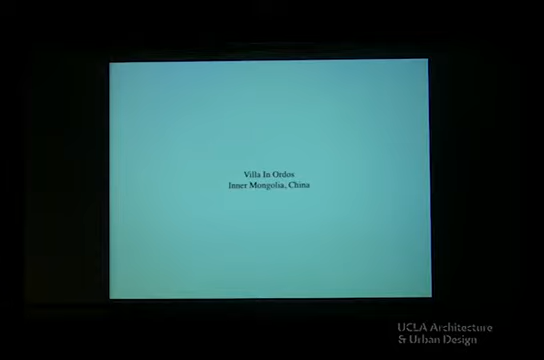 Villa In Ordos
Inner Mongolia, China
UCLA Architecture
& Urban Design